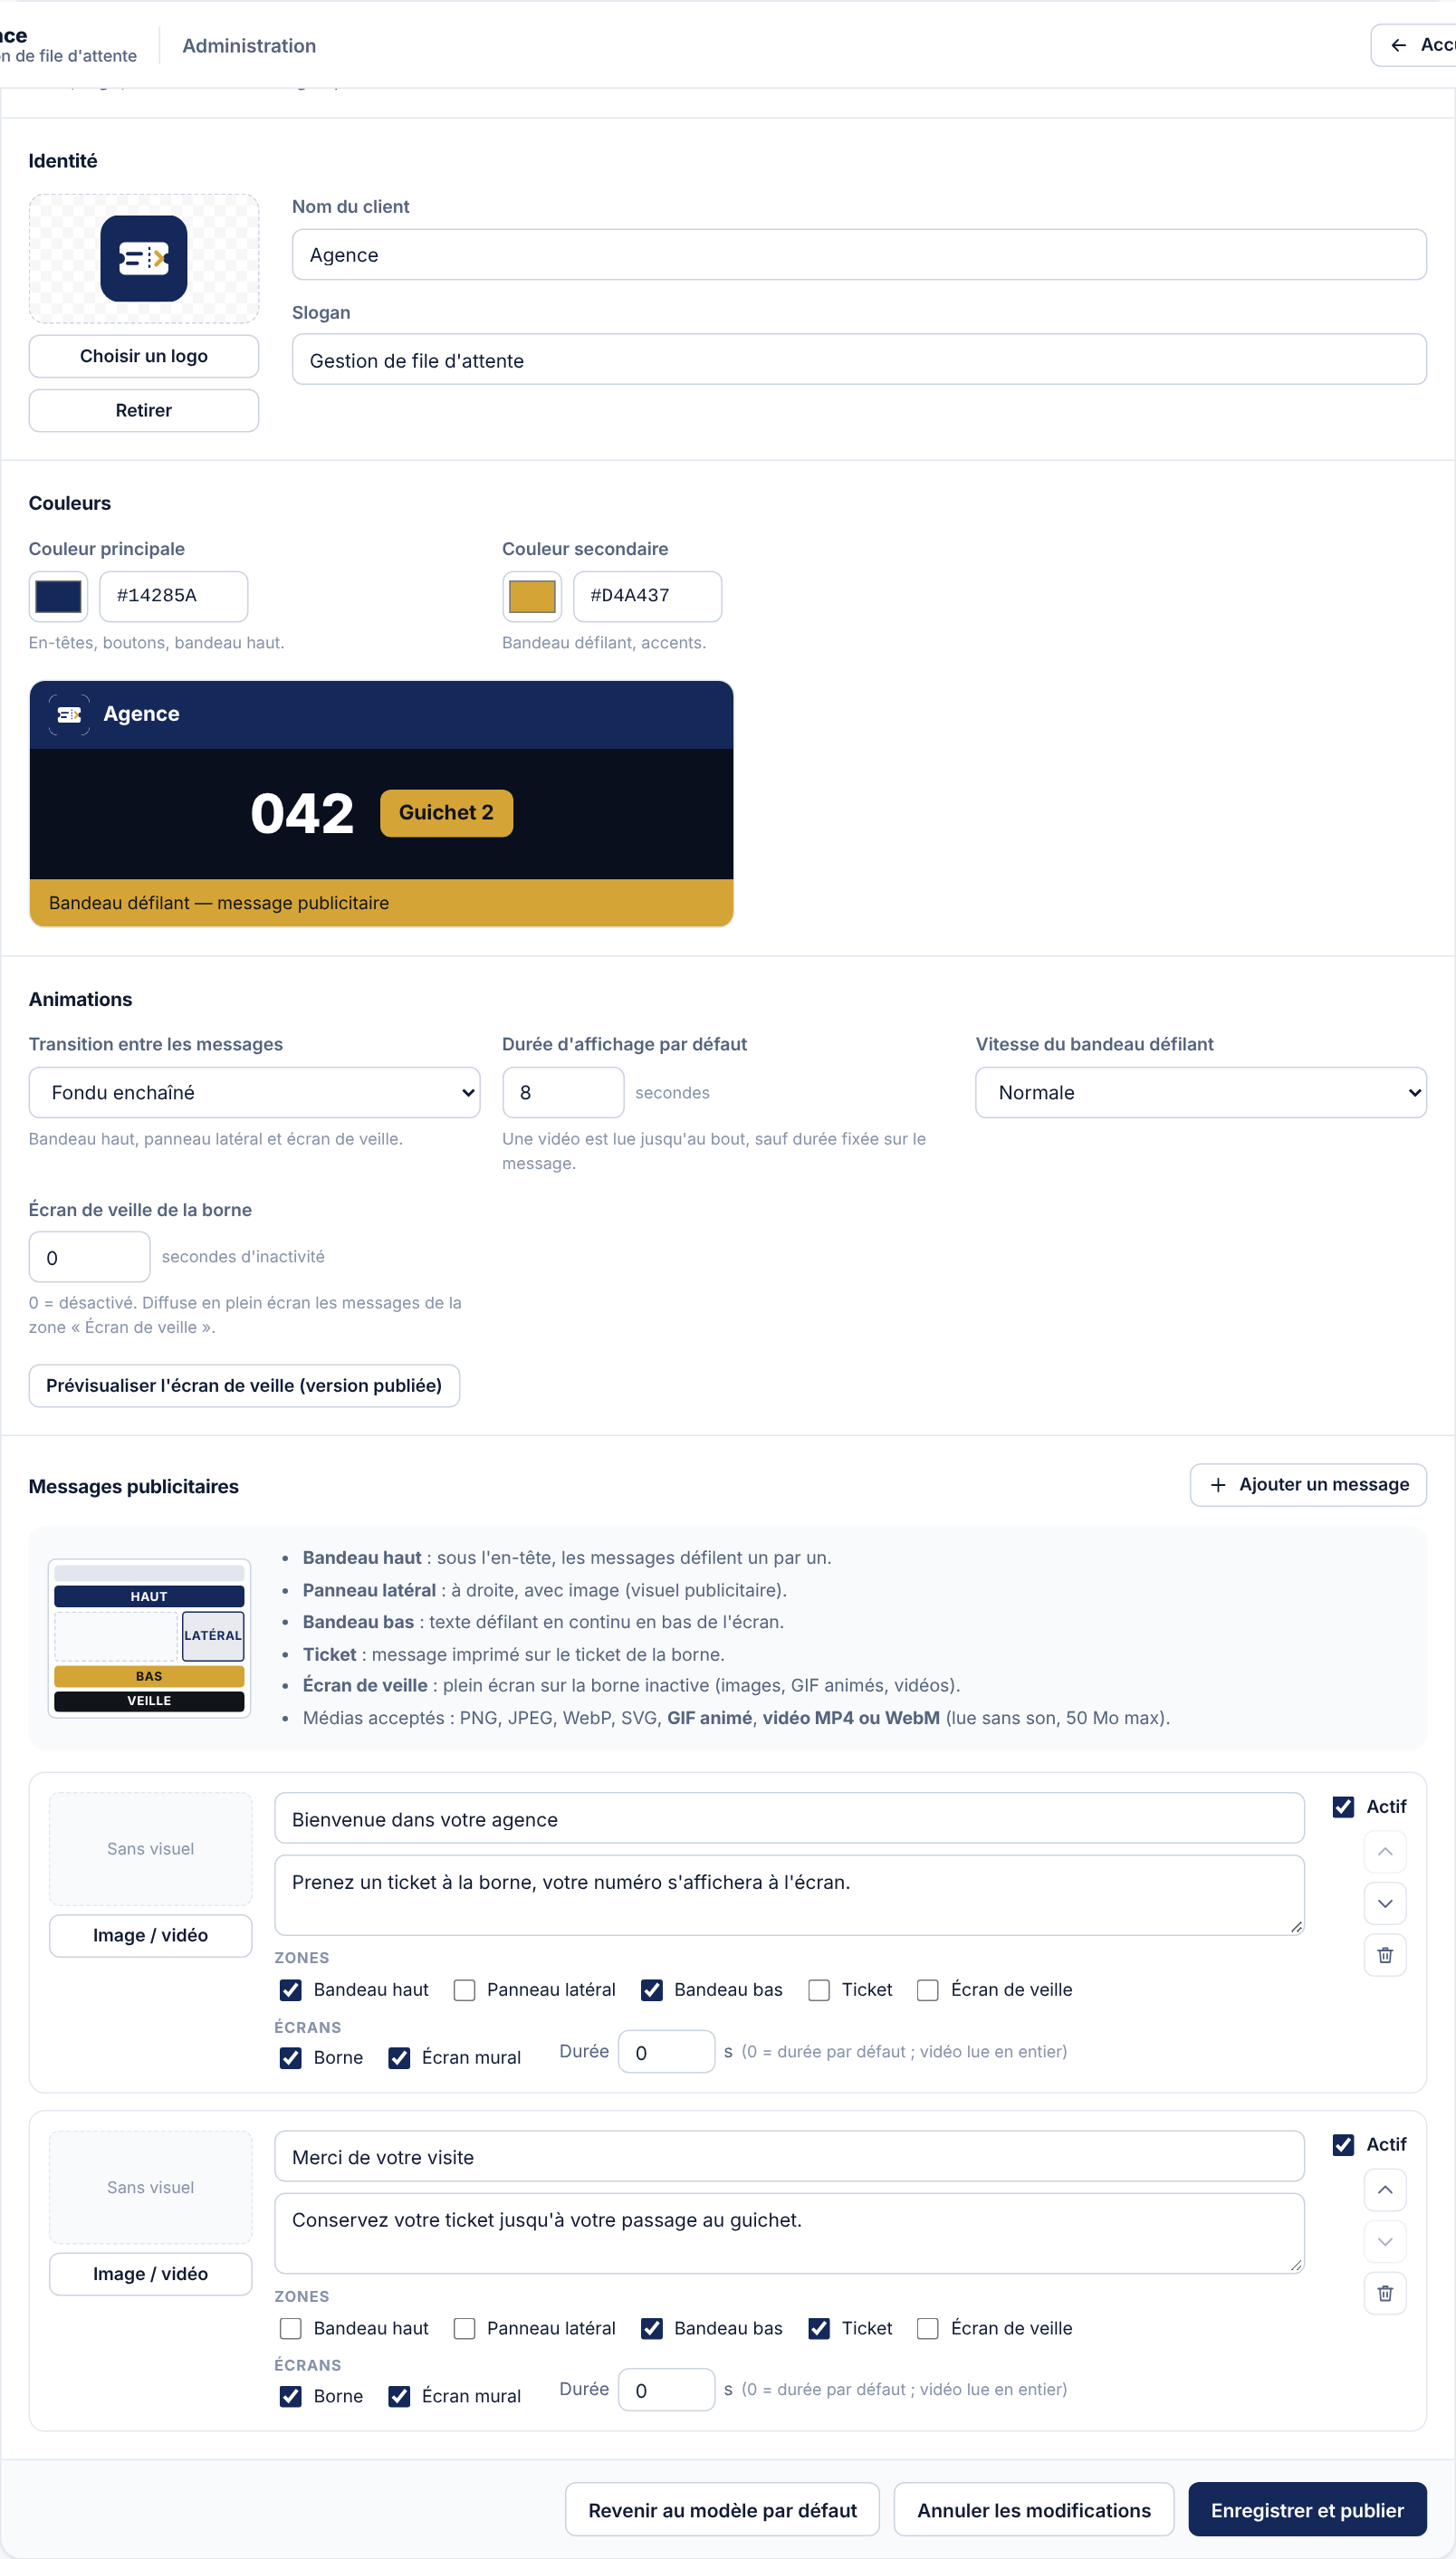 nce
n de file d'attente
Administration
Identité
Nom du client
Agence
Slogan
Gestion de file d'attente
Choisir un logo
Retirer
Couleurs
Couleur principale
#14285A
En-têtes, boutons, bandeau haut.
Couleur secondaire
#D4A437
Bandeau défilant, accents.
Agence
042
Guichet 2
Bandeau défilant — message publicitaire
Animations
Transition entre les messages
Fondu enchaîné
Bandeau haut, panneau latéral et écran de veille.
Durée d'affichage par défaut
8
secondes
Une vidéo est lue jusqu'au bout, sauf durée fixée sur le
message.
Vitesse du bandeau défilant
Normale
Écran de veille de la borne
0
secondes d'inactivité
0 = désactivé. Diffuse en plein écran les messages de la
zone « Écran de veille ».
Prévisualiser l'écran de veille (version publiée)
Messages publicitaires
+ Ajouter un message
HAUT
LATÉRAL
BAS
VEILLE
• Bandeau haut : sous l'en-tête, les messages défilent un par un.
• Panneau latéral : à droite, avec image (visuel publicitaire).
• Bandeau bas : texte défilant en continu en bas de l'écran.
• Ticket : message imprimé sur le ticket de la borne.
• Écran de veille : plein écran sur la borne inactive (images, GIF animés, vidéos).
• Médias acceptés : PNG, JPEG, WebP, SVG, GIF animé, vidéo MP4 ou WebM (lue sans son, 50 Mo max).
Sans visuel
Image / vidéo
Bienvenue dans votre agence
Prenez un ticket à la borne, votre numéro s'affichera à l'écran.
Actif
ZONES
Bandeau haut Panneau latéral Bandeau bas Ticket Écran de veille
ÉCRANS
Borne Écran mural Durée 0 s (0 = durée par défaut ; vidéo lue en entier)
Sans visuel
Image / vidéo
Merci de votre visite
Conservez votre ticket jusqu'à votre passage au guichet.
Actif
ZONES
Bandeau haut Panneau latéral Bandeau bas Ticket Écran de veille
ÉCRANS
Borne Écran mural Durée 0 s (0 = durée par défaut ; vidéo lue en entier)
Revenir au modèle par défaut
Annuler les modifications
Enregistrer et publier